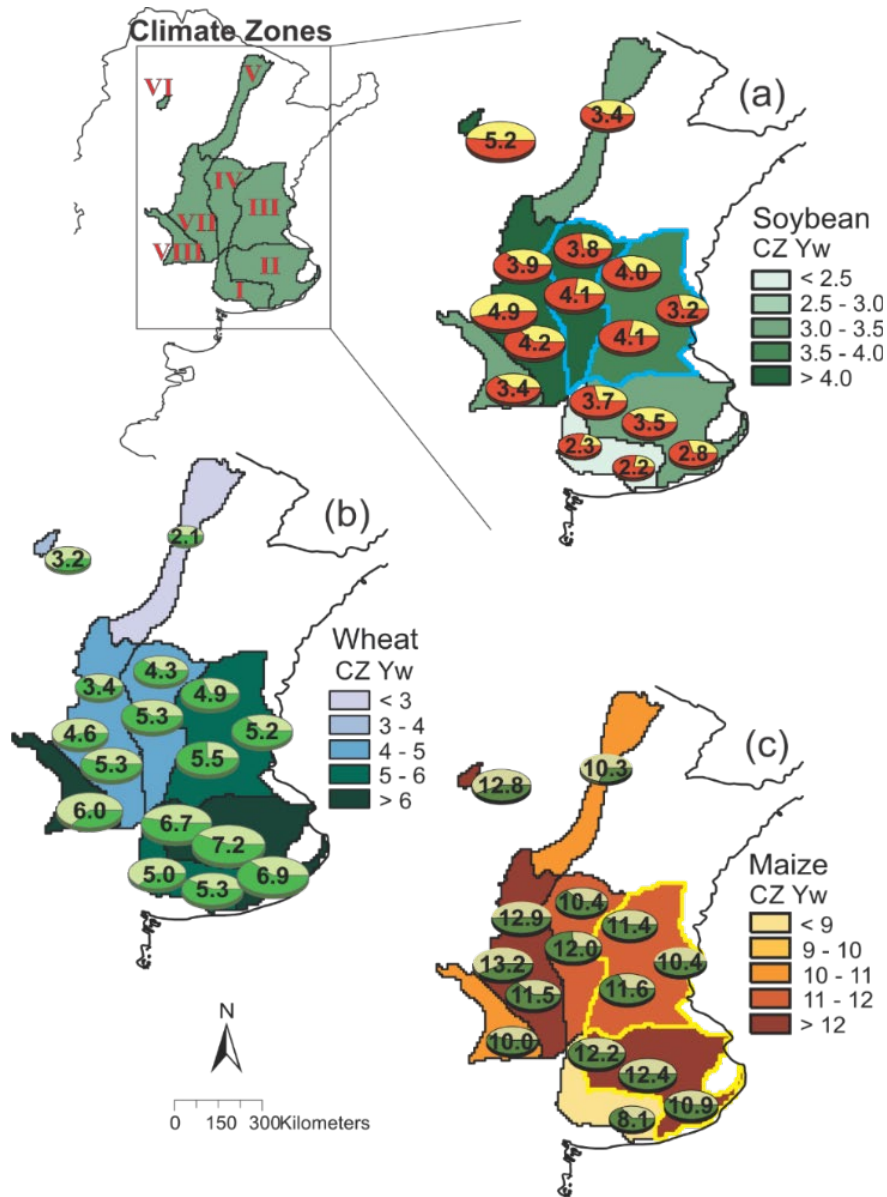 Climate Zones
VI
V
IV
III
VII
VIII
II
I
(a)
3.4
5.2
3.8
3.9
4.0
4.1
4.9
3.2
4.2
4.1
3.4
3.7
3.5
2.3
2.8
2.2
Soybean
CZ Yw
< 2.5
2.5 - 3.0
3.0 - 3.5
3.5 - 4.0
> 4.0
(b)
2.1
3.2
4.3
3.4
4.9
5.3
4.6
5.2
5.3
5.5
6.0
6.7
7.2
5.0
5.3
6.9
Wheat
CZ Yw
< 3
3 - 4
4 - 5
5 - 6
> 6
(c)
10.3
12.8
10.4
12.9
11.4
12.0
13.2
10.4
11.5
11.6
10.0
12.2
12.4
10.9
8.1
Maize
CZ Yw
< 9
9 - 10
10 - 11
11 - 12
> 12
N
0 150 300Kilometers